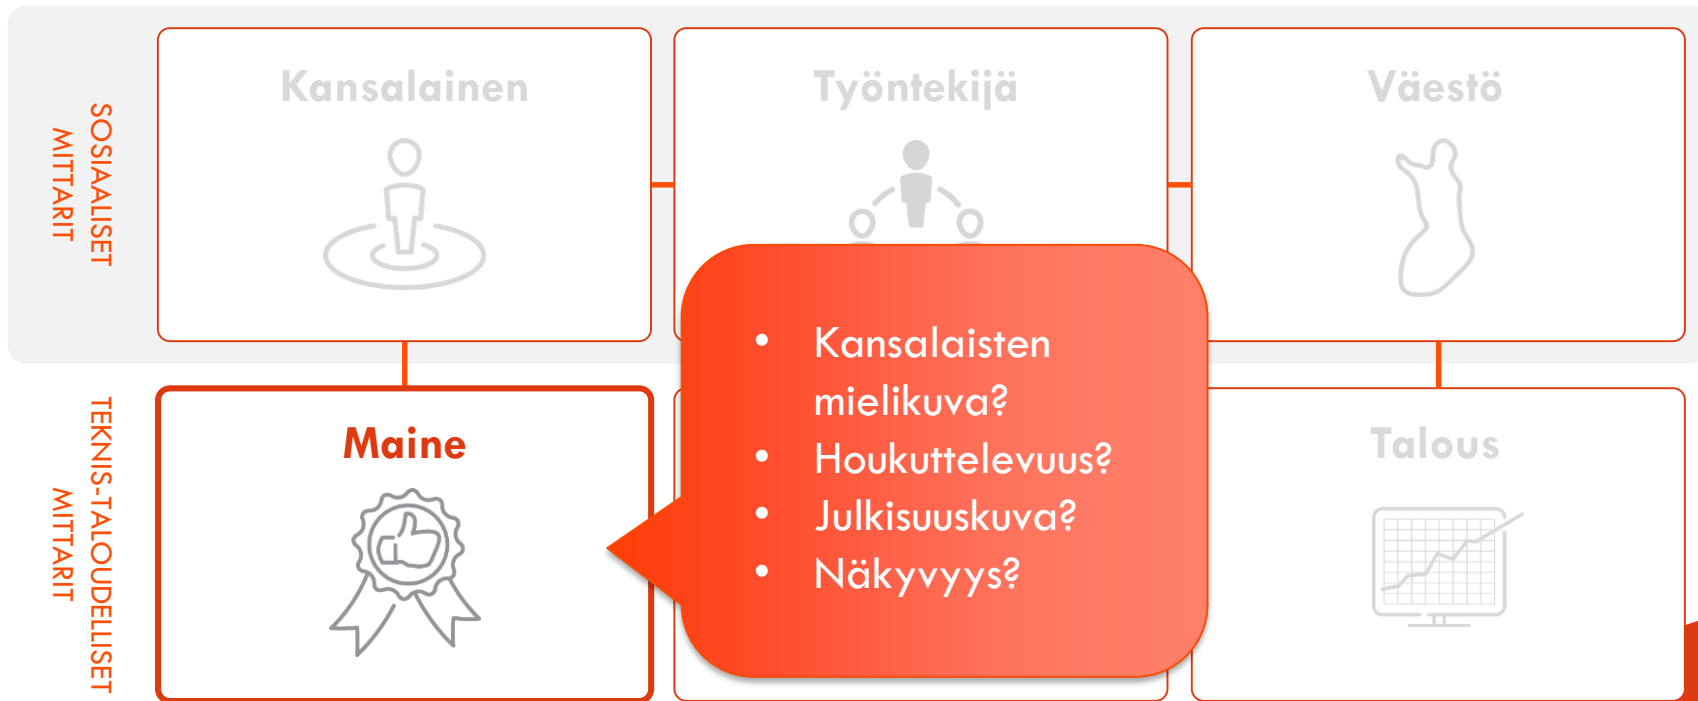 SOSIAALISET
MITTARIT
Kansalainen
Työntekijä
Väestö
TEKNIS-TALOUDELLISET
MITTARIT
Maine
• Kansalaisten
mielikuva?
• Houkuttelevuus?
• Julkisuuskuva?
• Näkyvyys?
Talous